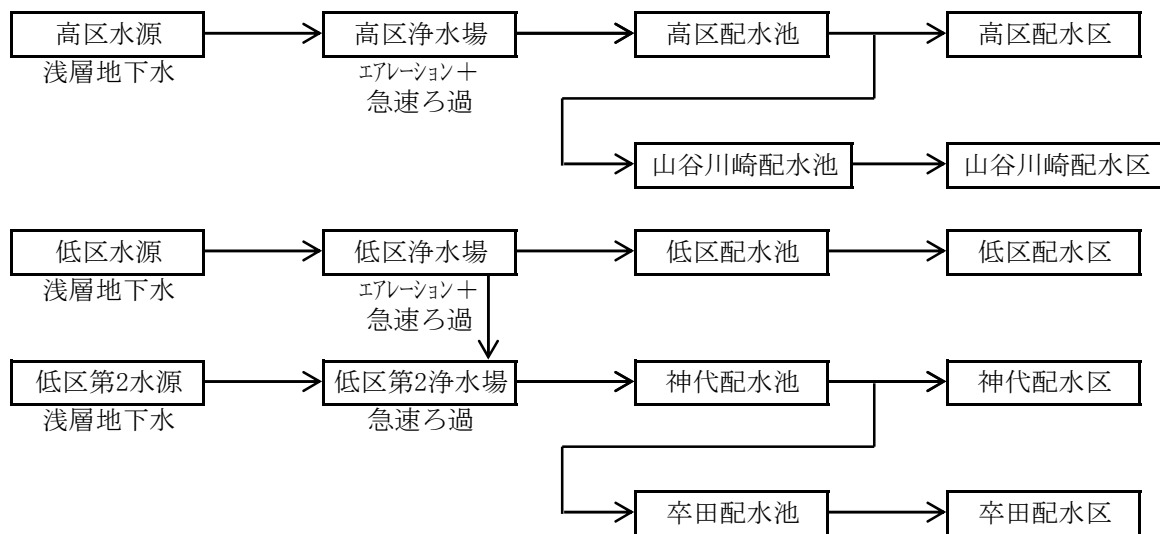 高区水源
高区浄水場
高区配水池
高区配水区
浅層地下水
エアレーション＋
急速ろ過
山谷川崎配水池
山谷川崎配水区
低区水源
低区浄水場
低区配水池
低区配水区
浅層地下水
エアレーション＋
急速ろ過
低区第2水源
低区第2浄水場
神代配水池
神代配水区
浅層地下水
急速ろ過
卒田配水池
卒田配水区